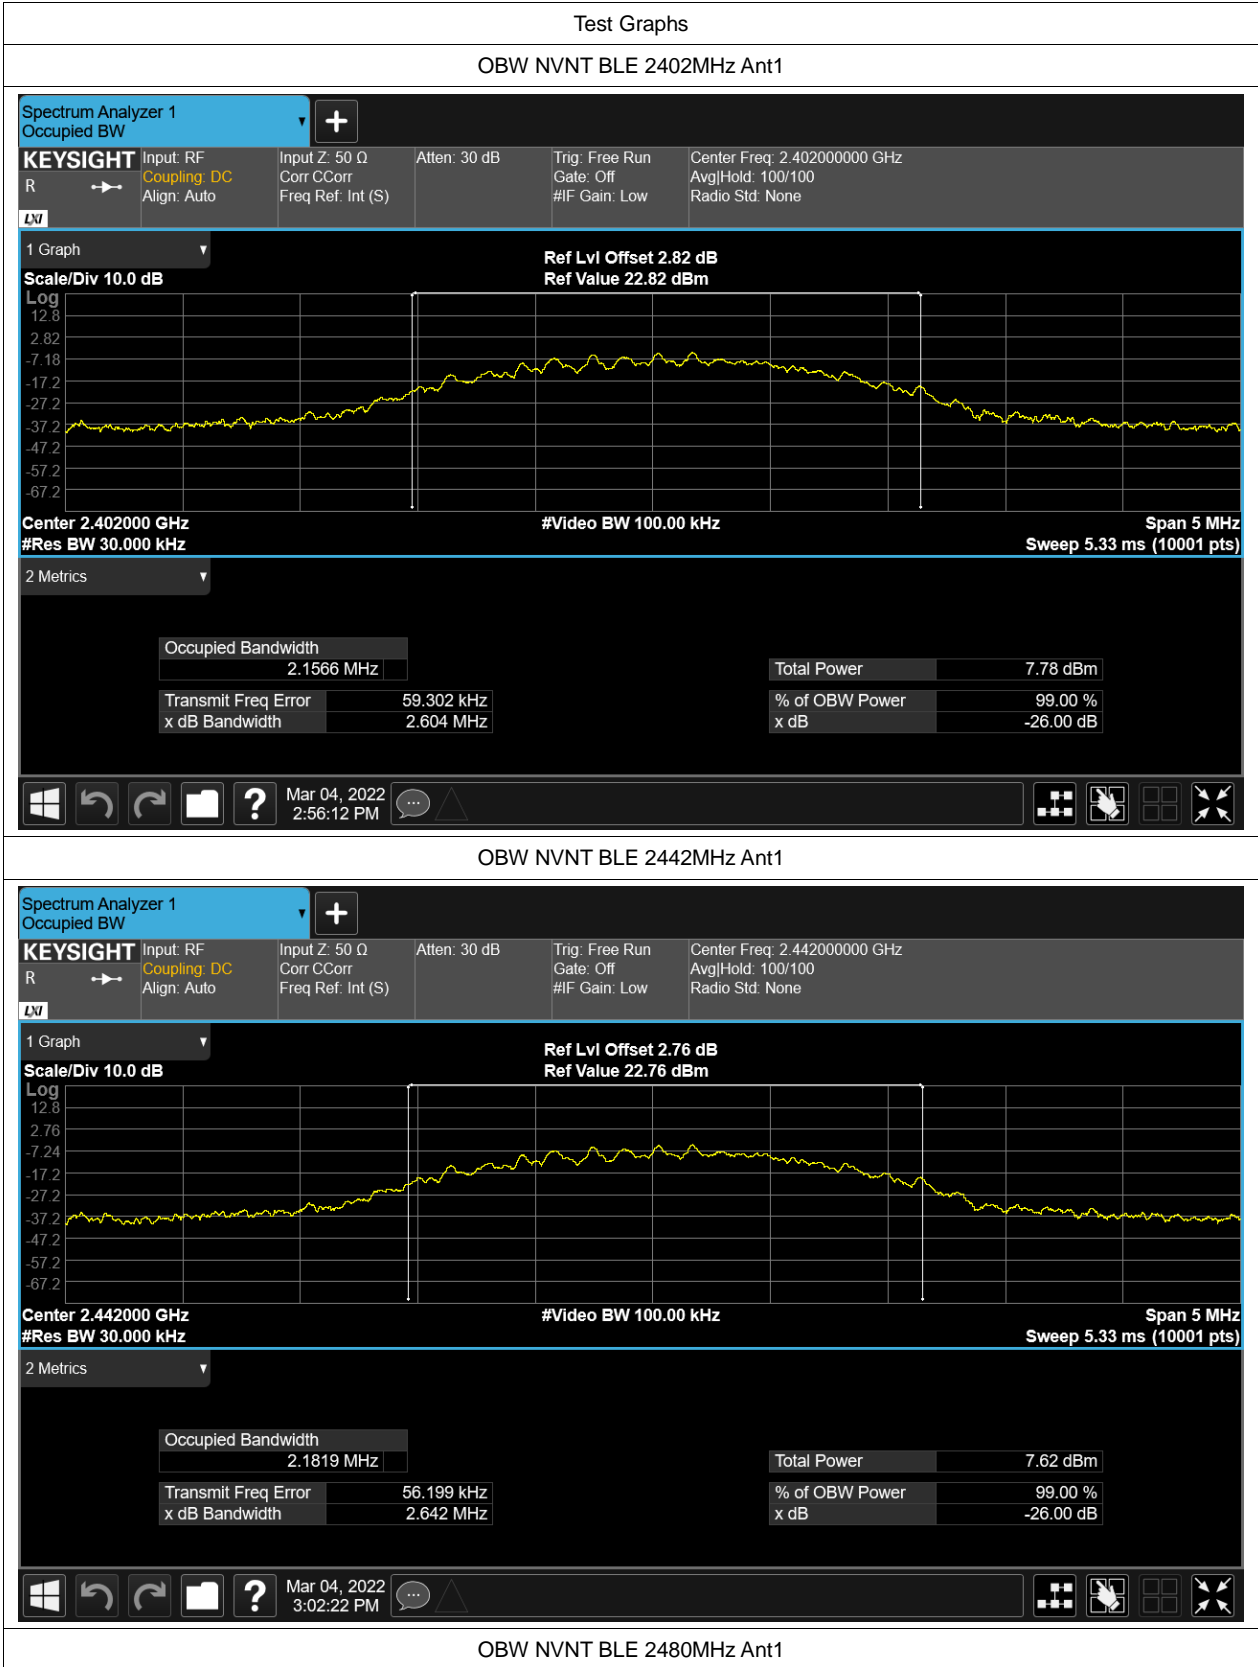 Test Graphs
OBW NVNT BLE 2402MHz Ant1
Spectrum Analyzer 1
Occupied BW
KEYSIGHT
R
LXI
Input: RF
Coupling: DC
Align: Auto
Input Z: 50 Ω
Corr CCorr
Freq Ref: Int (S)
Atten: 30 dB
Trig: Free Run
Gate: Off
#IF Gain: Low
Center Freq: 2.402000000 GHz
Avg|Hold: 100/100
Radio Std: None
1 Graph
Scale/Div 10.0 dB
Ref Lvl Offset 2.82 dB
Ref Value 22.82 dBm
Log
12.8
2.82
-7.18
-17.2
-27.2
-37.2
-47.2
-57.2
-67.2
Center 2.402000 GHz
#Res BW 30.000 kHz
#Video BW 100.00 kHz
Span 5 MHz
Sweep 5.33 ms (10001 pts)
2 Metrics
Occupied Bandwidth
2.1566 MHz
Transmit Freq Error 59.302 kHz
x dB Bandwidth 2.604 MHz
Total Power 7.78 dBm
% of OBW Power 99.00 %
x dB -26.00 dB
?
Mar 04, 2022
2:56:12 PM
OBW NVNT BLE 2442MHz Ant1
Spectrum Analyzer 1
Occupied BW
KEYSIGHT
R
LXI
Input: RF
Coupling: DC
Align: Auto
Input Z: 50 Ω
Corr CCorr
Freq Ref: Int (S)
Atten: 30 dB
Trig: Free Run
Gate: Off
#IF Gain: Low
Center Freq: 2.442000000 GHz
Avg|Hold: 100/100
Radio Std: None
1 Graph
Scale/Div 10.0 dB
Ref Lvl Offset 2.76 dB
Ref Value 22.76 dBm
Log
12.8
2.76
-7.24
-17.2
-27.2
-37.2
-47.2
-57.2
-67.2
Center 2.442000 GHz
#Res BW 30.000 kHz
#Video BW 100.00 kHz
Span 5 MHz
Sweep 5.33 ms (10001 pts)
2 Metrics
Occupied Bandwidth
2.1819 MHz
Transmit Freq Error 56.199 kHz
x dB Bandwidth 2.642 MHz
Total Power 7.62 dBm
% of OBW Power 99.00 %
x dB -26.00 dB
?
Mar 04, 2022
3:02:22 PM
OBW NVNT BLE 2480MHz Ant1